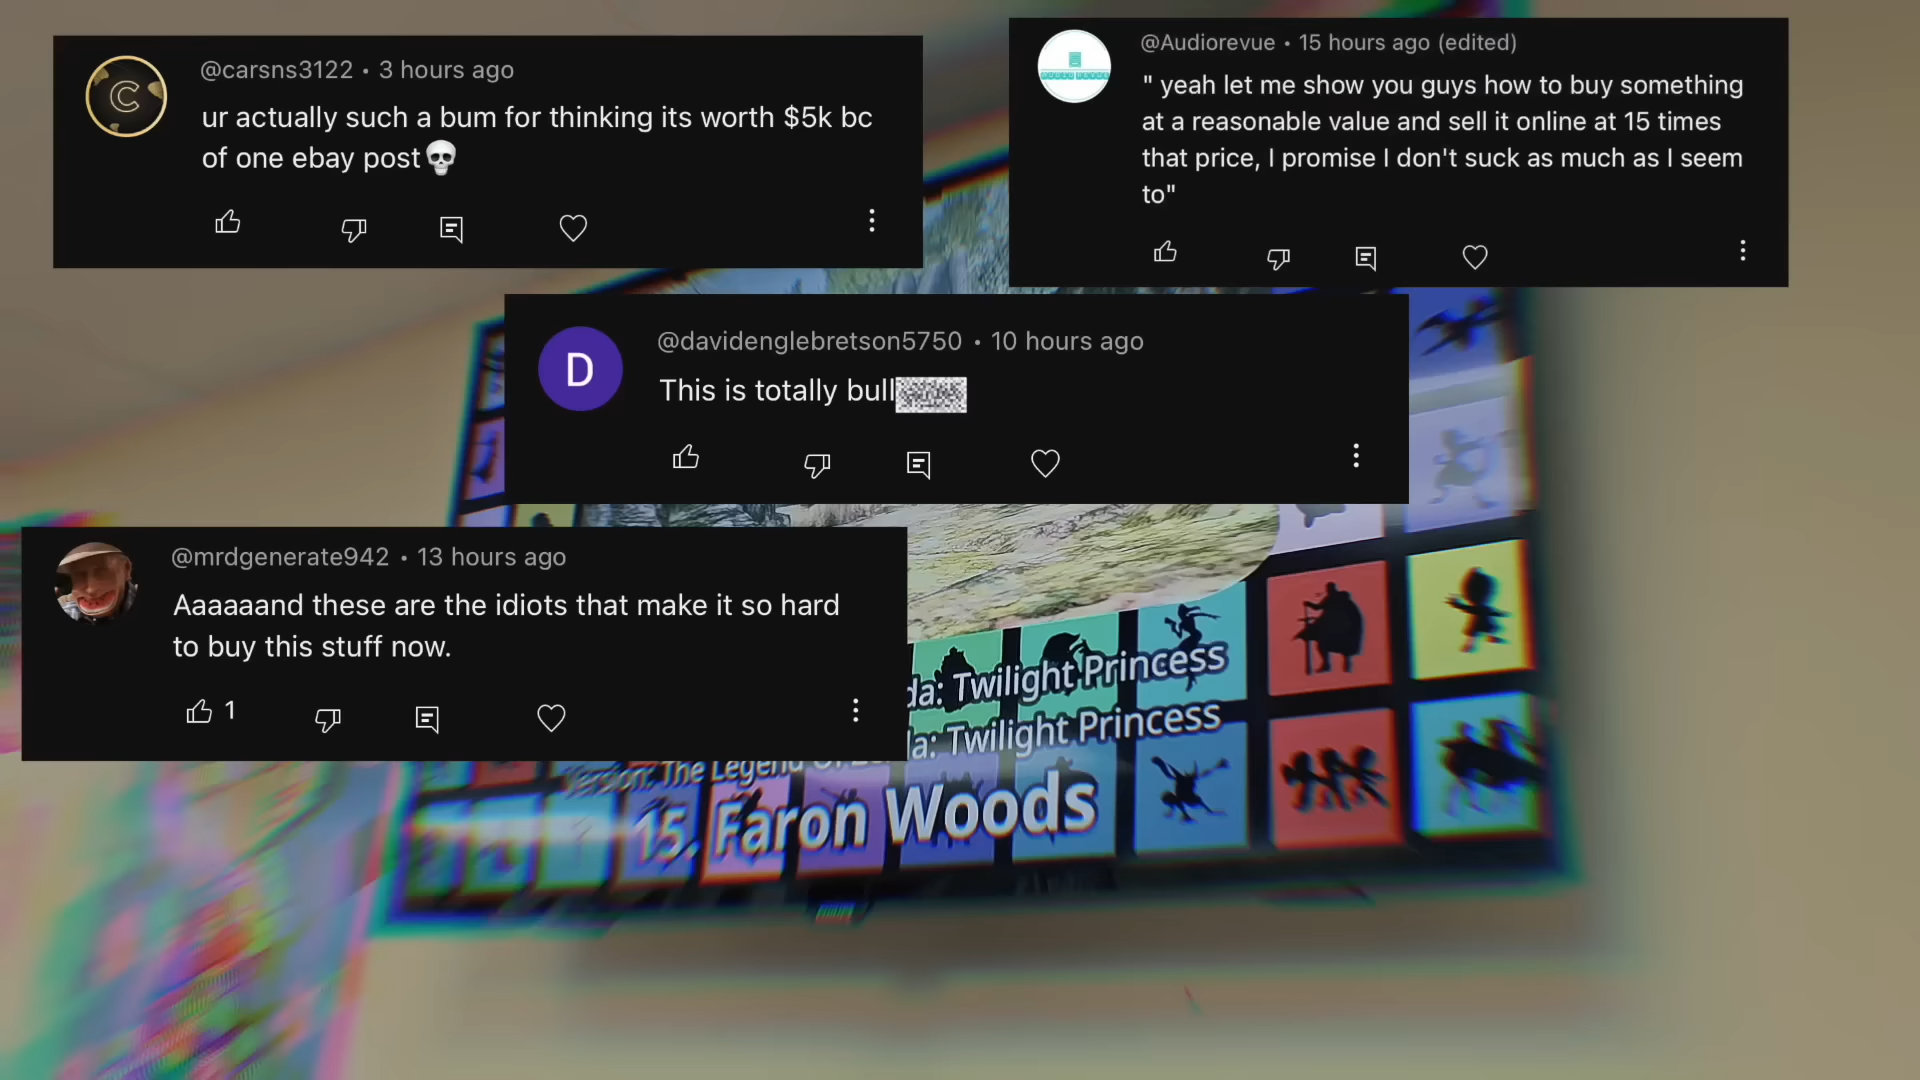 @carsns3122 • 3 hours ago
ur actually such a bum for thinking its worth $5k bc
of one ebay post💀
@Audiorevue • 15 hours ago (edited)
" yeah let me show you guys how to buy something
at a reasonable value and sell it online at 15 times
that price, I promise I don't suck as much as I seem
to"
D
@davidenglebretson5750 • 10 hours ago
This is totally bull
@mrdgenerate942 • 13 hours ago
Aaaaaand these are the idiots that make it so hard
to buy this stuff now.
1
da: Twilight Princess
da: Twilight Princess
Version: The Legend Of
15. Faron Woods